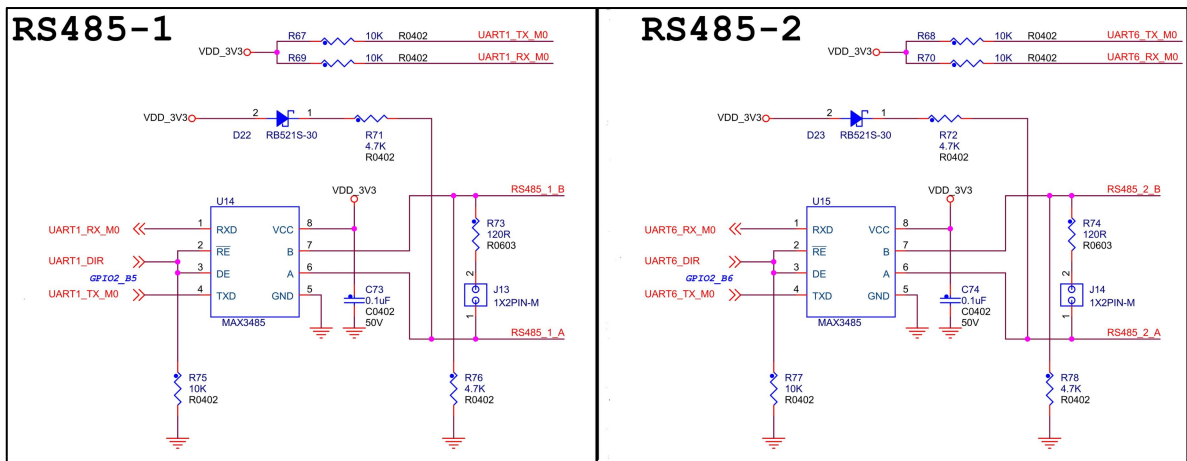 RS485-1
R67 10K R0402 UART1_TX_M0
VDD_3V3
R69 10K R0402 UART1_RX_M0
VDD_3V3 2 1
D22 RB521S-30 R71
4.7K
R0402
VDD_3V3
U14
RS485_1_B
UART1_RX_M0 1 RXD VCC 8
R73
120R
R0603
UART1_DIR 2 RE B 7
GPIO2_B5 3 DE A 6
UART1_TX_M0 4 TXD GND 5
MAX3485
C73
0.1uF
C0402
50V
2
J13
1X2PIN-M
1
RS485_1_A
R75
10K
R0402
R76
4.7K
R0402
RS485-2
R68 10K R0402 UART6_TX_M0
VDD_3V3
R70 10K R0402 UART6_RX_M0
VDD_3V3 2 1
D23 RB521S-30 R72
4.7K
R0402
VDD_3V3
U15
RS485_2_B
UART6_RX_M0 1 RXD VCC 8
R74
120R
R0603
UART6_DIR 2 RE B 7
GPIO2_B6 3 DE A 6
UART6_TX_M0 4 TXD GND 5
MAX3485
C74
0.1uF
C0402
50V
2
J14
1X2PIN-M
1
RS485_2_A
R77
10K
R0402
R78
4.7K
R0402